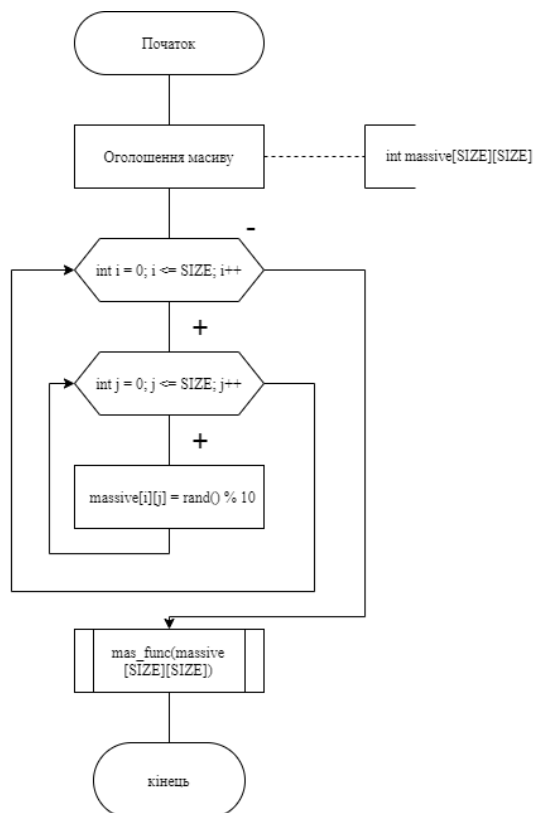 Початок
Оголошення масиву
int massive[SIZE][SIZE]
-
int i = 0; i <= SIZE; i++
+
int j = 0; j <= SIZE; j++
+
massive[i][j] = rand() % 10
mas_func(massive
[SIZE][SIZE])
кінець